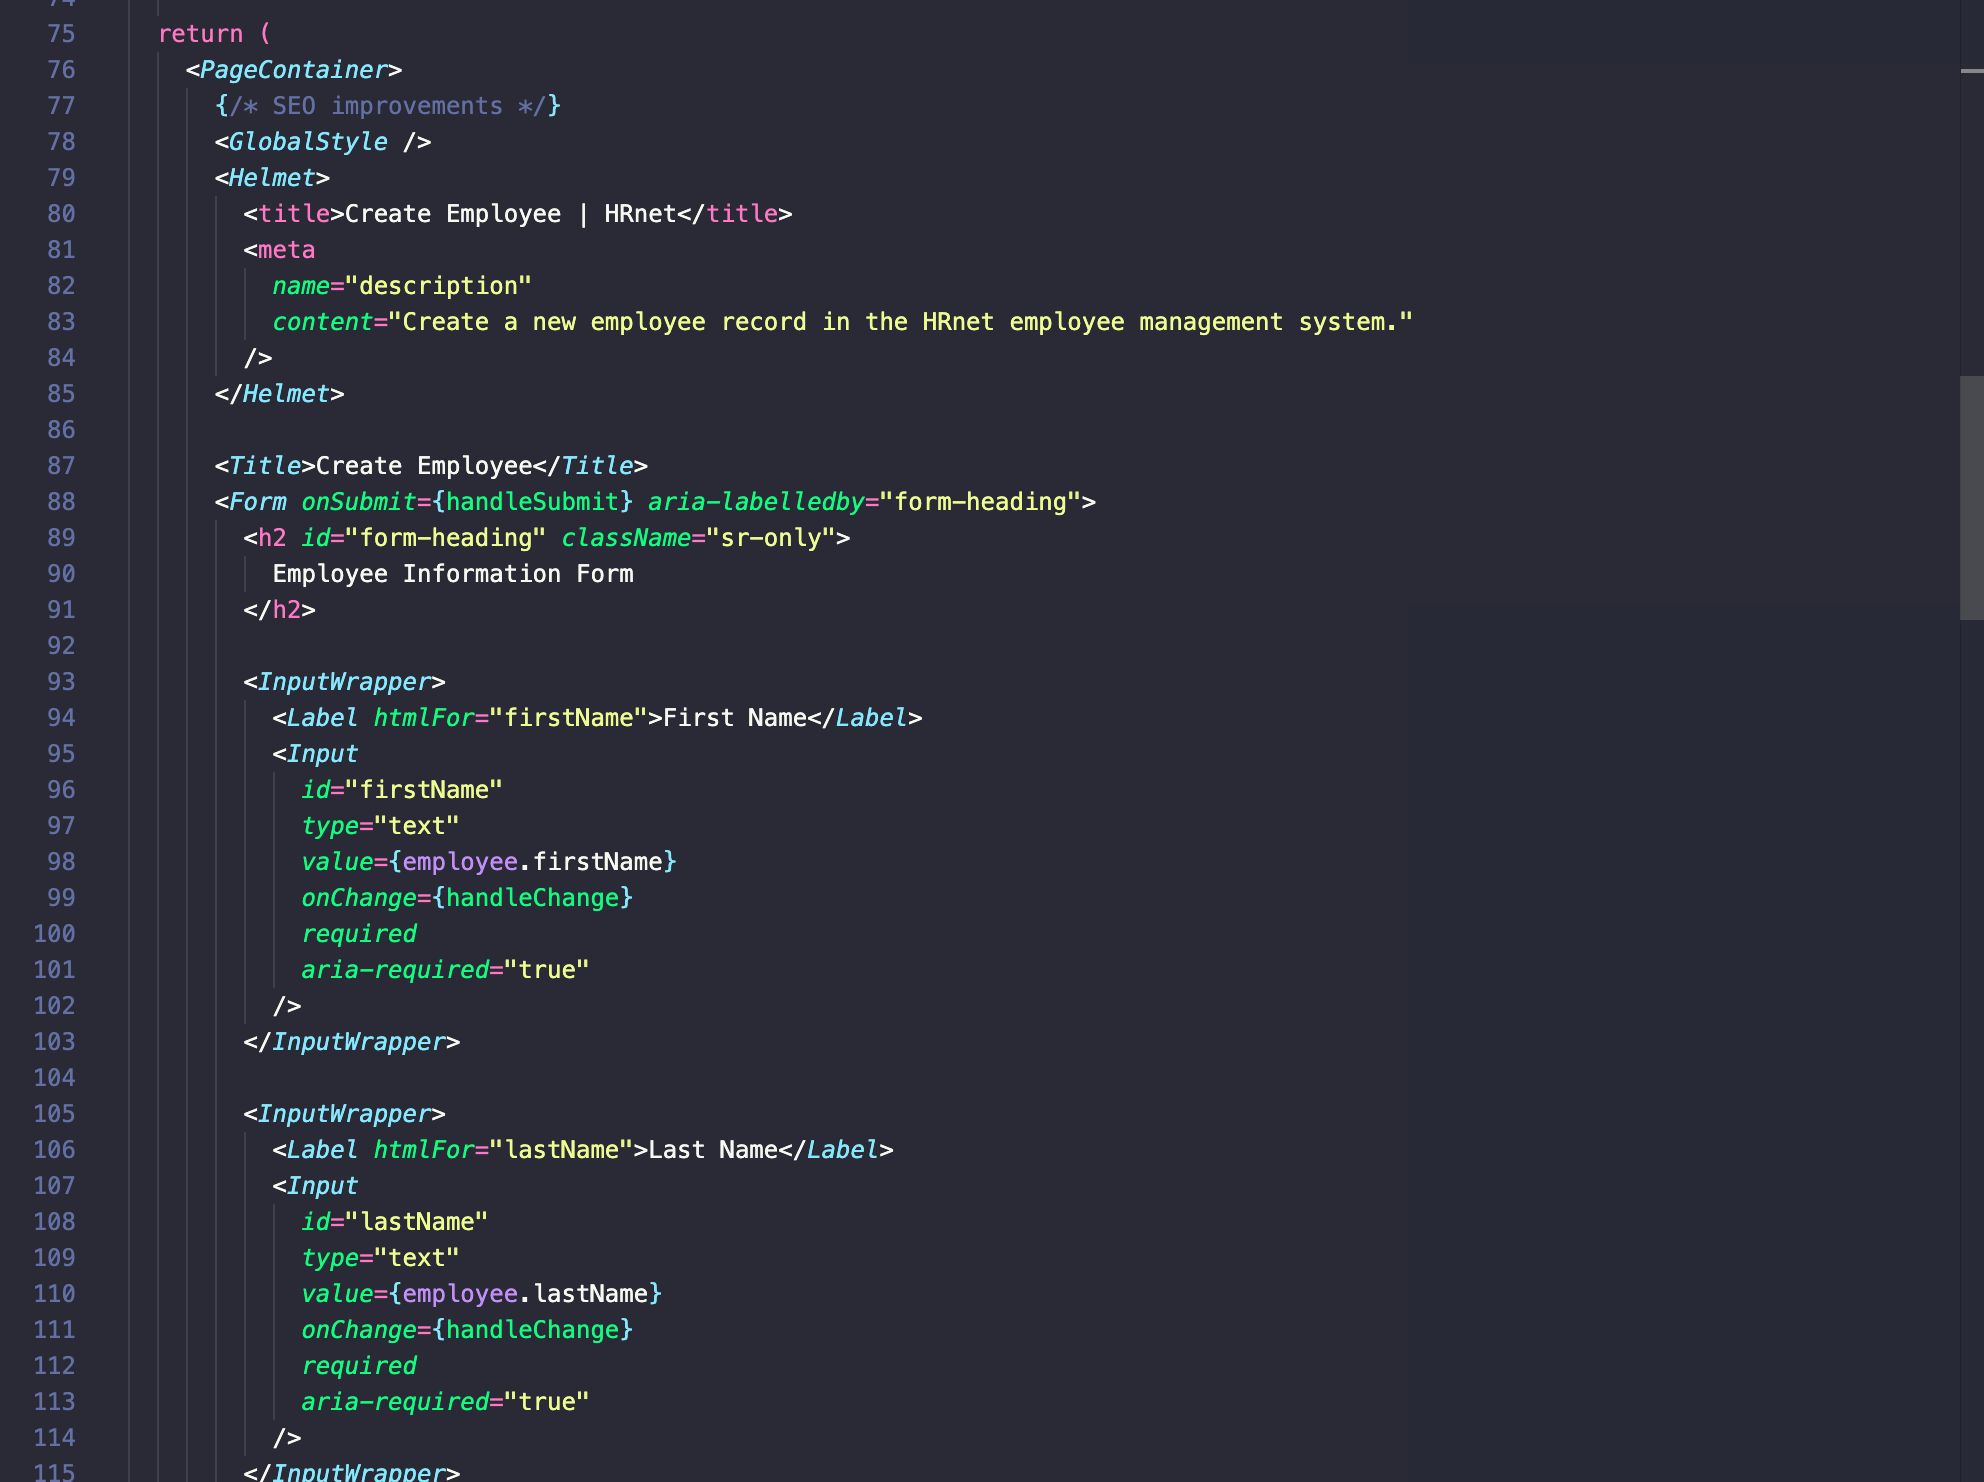 74
75 return (
76 <PageContainer>
77 {/* SEO improvements */}
78 <GlobalStyle />
79 <Helmet>
80 <title>Create Employee | HRnet</title>
81 <meta
82 name="description"
83 content="Create a new employee record in the HRnet employee management system."
84 />
85 </Helmet>
86
87 <Title>Create Employee</Title>
88 <Form onSubmit={handleSubmit} aria-labelledby="form-heading">
89 <h2 id="form-heading" className="sr-only">
90 Employee Information Form
91 </h2>
92
93 <InputWrapper>
94 <Label htmlFor="firstName">First Name</Label>
95 <Input
96 id="firstName"
97 type="text"
98 value={employee.firstName}
99 onChange={handleChange}
100 required
101 aria-required="true"
102 />
103 </InputWrapper>
104
105 <InputWrapper>
106 <Label htmlFor="lastName">Last Name</Label>
107 <Input
108 id="lastName"
109 type="text"
110 value={employee.lastName}
111 onChange={handleChange}
112 required
113 aria-required="true"
114 />
115 </InputWrapper>